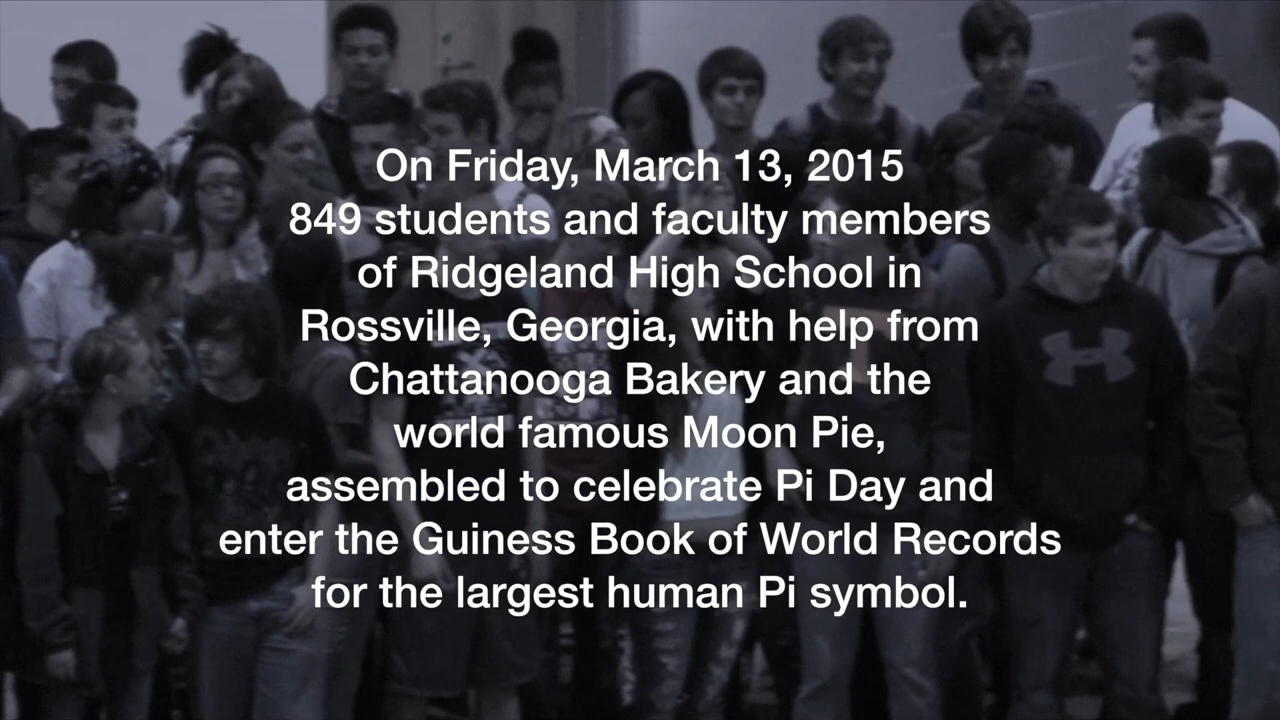 On Friday, March 13, 2015
849 students and faculty members
of Ridgeland High School in
Rossville, Georgia, with help from
Chattanooga Bakery and the
world famous Moon Pie,
assembled to celebrate Pi Day and
enter the Guiness Book of World Records
for the largest human Pi symbol.